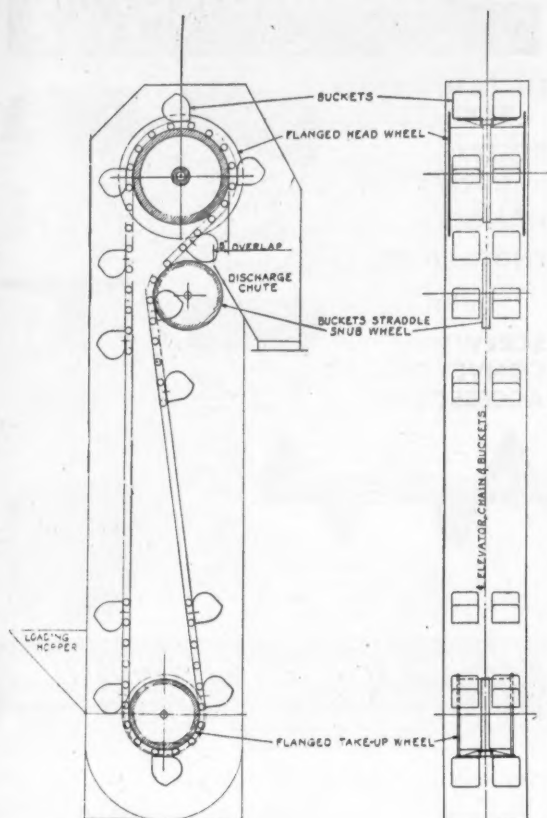 BUCKETS
FLANGED HEAD WHEEL
5" OVERLAP
DISCHARGE
CHUTE
BUCKETS STRADDLE
SNUB WHEEL
℄ ELEVATOR, CHAIN & BUCKETS
LOADING
HOPPER
FLANGED TAKE-UP WHEEL